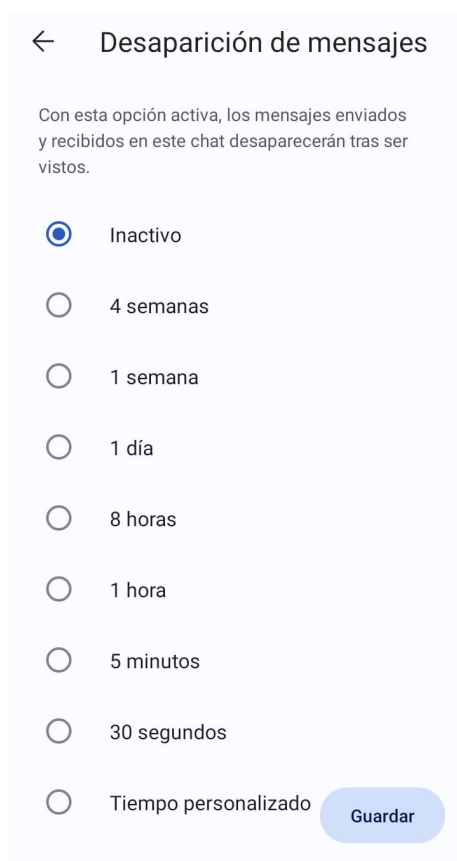 Desaparición de mensajes
Con esta opción activa, los mensajes enviados
y recibidos en este chat desaparecerán tras ser
vistos.
Inactivo
4 semanas
1 semana
1 día
8 horas
1 hora
5 minutos
30 segundos
Tiempo personalizado
Guardar